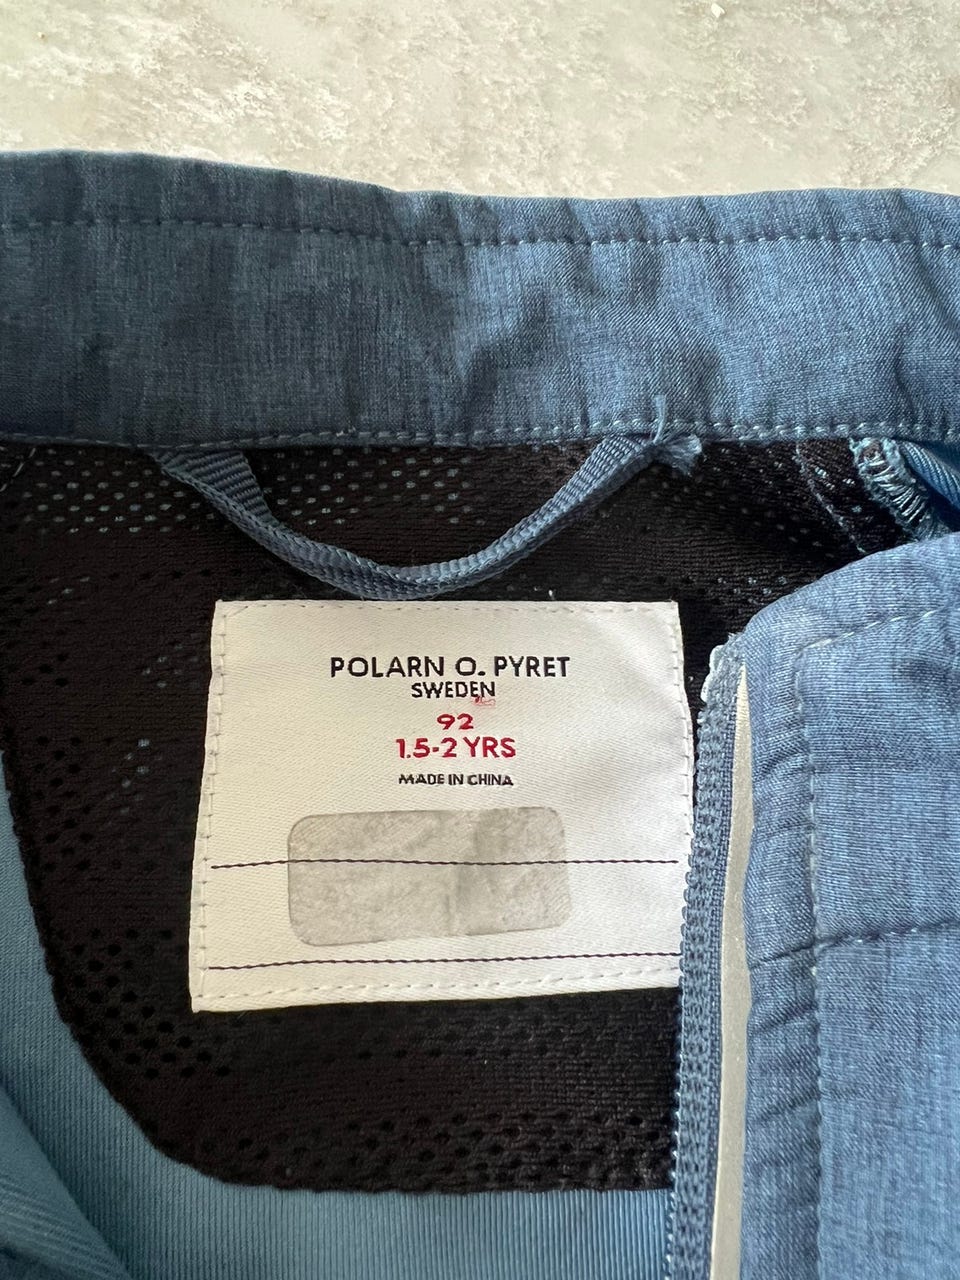 POLARN O. PYRET
SWEDEN
92
1.5-2 YRS
MADE IN CHINA